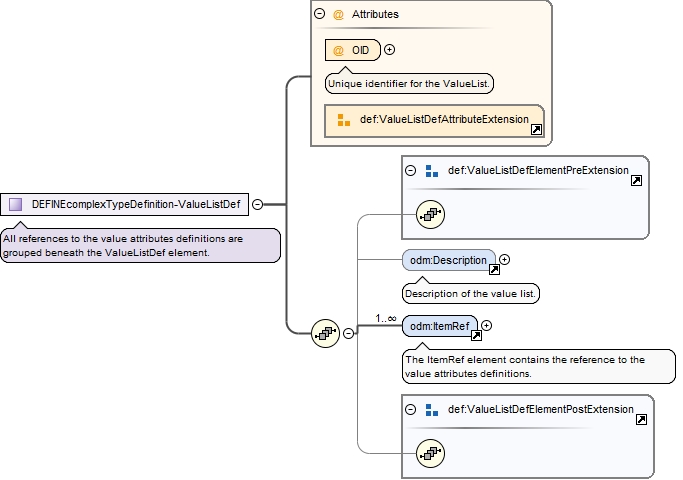 Attributes
@ OID
Unique identifier for the ValueList.
def:ValueListDefAttributeExtension
def:ValueListDefElementPreExtension
DEFINEcomplexTypeDefinition-ValueListDef
All references to the value attributes definitions are
grouped beneath the ValueListDef element.
odm:Description
Description of the value list.
1..∞
odm:ItemRef
The ItemRef element contains the reference to the
value attributes definitions.
def:ValueListDefElementPostExtension